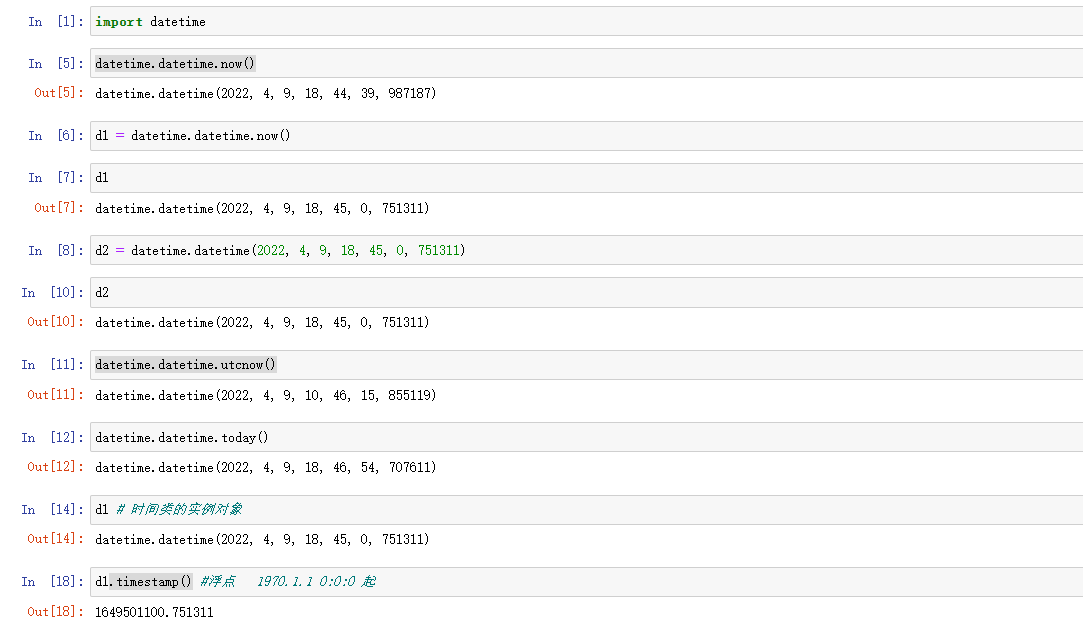 In [1]: import datetime
In [5]: datetime.datetime.now()
Out[5]: datetime.datetime(2022, 4, 9, 18, 44, 39, 987187)
In [6]: d1 = datetime.datetime.now()
In [7]: d1
Out[7]: datetime.datetime(2022, 4, 9, 18, 45, 0, 751311)
In [8]: d2 = datetime.datetime(2022, 4, 9, 18, 45, 0, 751311)
In [10]: d2
Out[10]: datetime.datetime(2022, 4, 9, 18, 45, 0, 751311)
In [11]: datetime.datetime.utcnow()
Out[11]: datetime.datetime(2022, 4, 9, 10, 46, 15, 855119)
In [12]: datetime.datetime.today()
Out[12]: datetime.datetime(2022, 4, 9, 18, 46, 54, 707611)
In [14]: d1 # 时间类的实例对象
Out[14]: datetime.datetime(2022, 4, 9, 18, 45, 0, 751311)
In [18]: d1.timestamp() #浮点 1970.1.1 0:0:0 起
Out[18]: 1649501100.751311